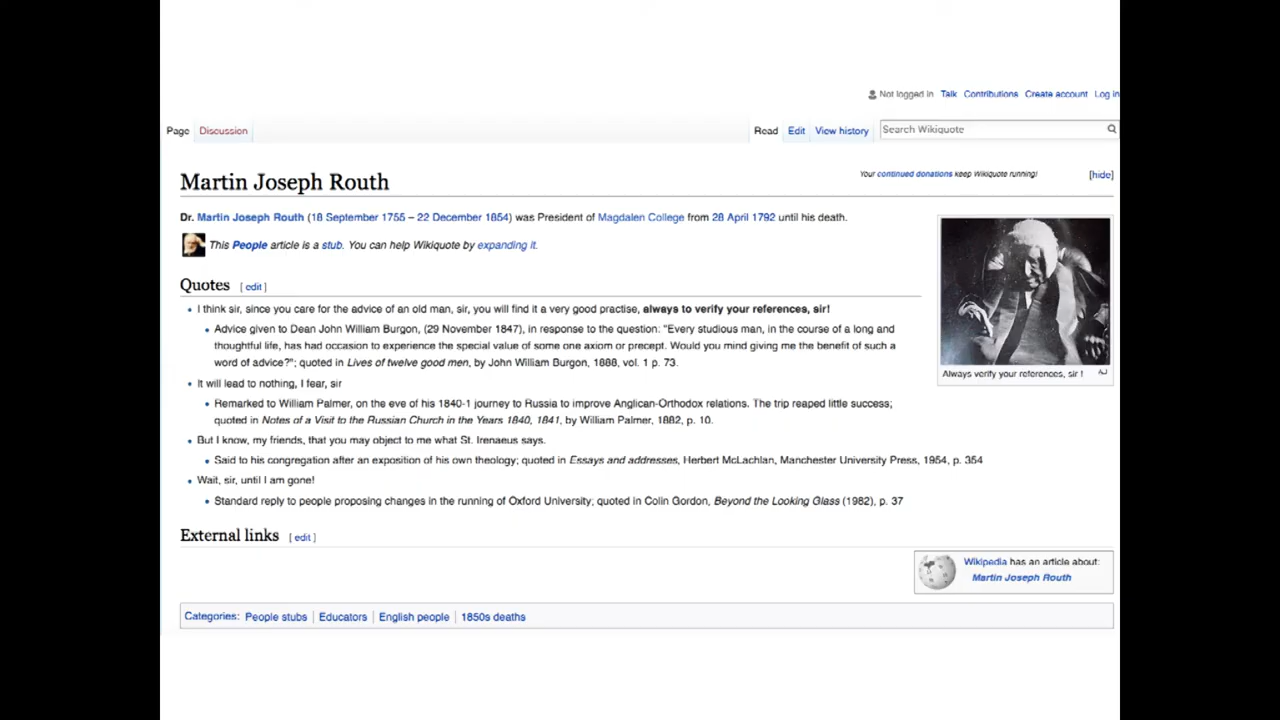 Not logged in Talk Contributions Create account Log in
Page Discussion Read Edit View history Search Wikiquote
Martin Joseph Routh
Your continued donations keep Wikiquote running! [hide]
Dr. Martin Joseph Routh (18 September 1755 – 22 December 1854) was President of Magdalen College from 28 April 1792 until his death.
This People article is a stub. You can help Wikiquote by expanding it.
Quotes [ edit ]
• I think sir, since you care for the advice of an old man, sir, you will find it a very good practise, always to verify your references, sir!
• Advice given to Dean John William Burgon, (29 November 1847), in response to the question: "Every studious man, in the course of a long and
thoughtful life, has had occasion to experience the special value of some one axiom or precept. Would you mind giving me the benefit of such a
word of advice?"; quoted in Lives of twelve good men, by John William Burgon, 1888, vol. 1 p. 73.
• It will lead to nothing, I fear, sir
• Remarked to William Palmer, on the eve of his 1840-1 journey to Russia to improve Anglican-Orthodox relations. The trip reaped little success;
quoted in Notes of a Visit to the Russian Church in the Years 1840, 1841, by William Palmer, 1882, p. 10.
• But I know, my friends, that you may object to me what St. Irenaeus says.
• Said to his congregation after an exposition of his own theology; quoted in Essays and addresses, Herbert McLachlan, Manchester University Press, 1954, p. 354
• Wait, sir, until I am gone!
• Standard reply to people proposing changes in the running of Oxford University; quoted in Colin Gordon, Beyond the Looking Glass (1982), p. 37
Always verify your references, sir !
External links [ edit ]
Wikipedia has an article about:
Martin Joseph Routh
Categories: People stubs | Educators | English people | 1850s deaths